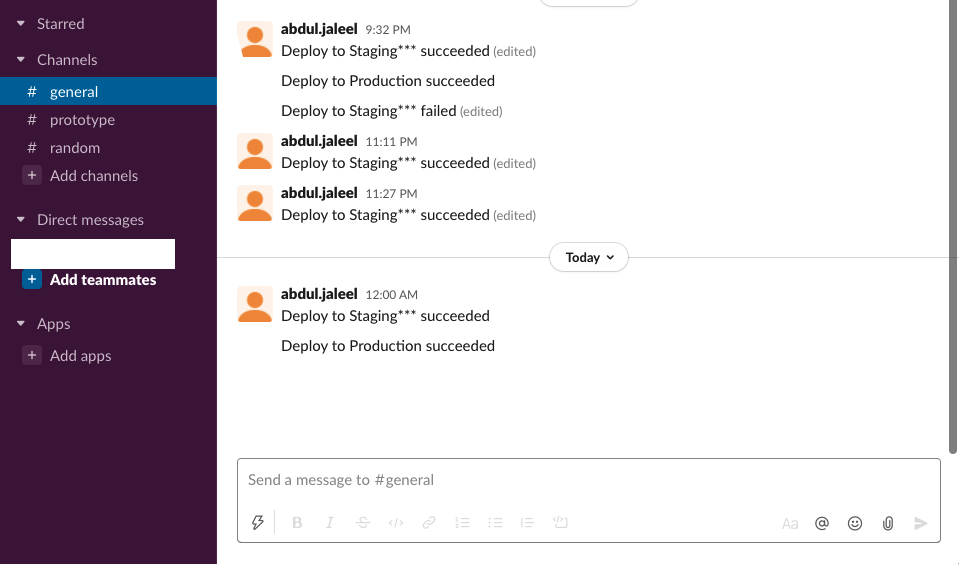 Starred
Channels
# general
# prototype
# random
+ Add channels
Direct messages
+ Add teammates
Apps
+ Add apps
abdul.jaleel 9:32 PM
Deploy to Staging*** succeeded (edited)
Deploy to Production succeeded
Deploy to Staging*** failed (edited)
abdul.jaleel 11:11 PM
Deploy to Staging*** succeeded (edited)
abdul.jaleel 11:27 PM
Deploy to Staging*** succeeded (edited)
Today
abdul.jaleel 12:00 AM
Deploy to Staging*** succeeded
Deploy to Production succeeded
Send a message to #general
B I S </> Aa @